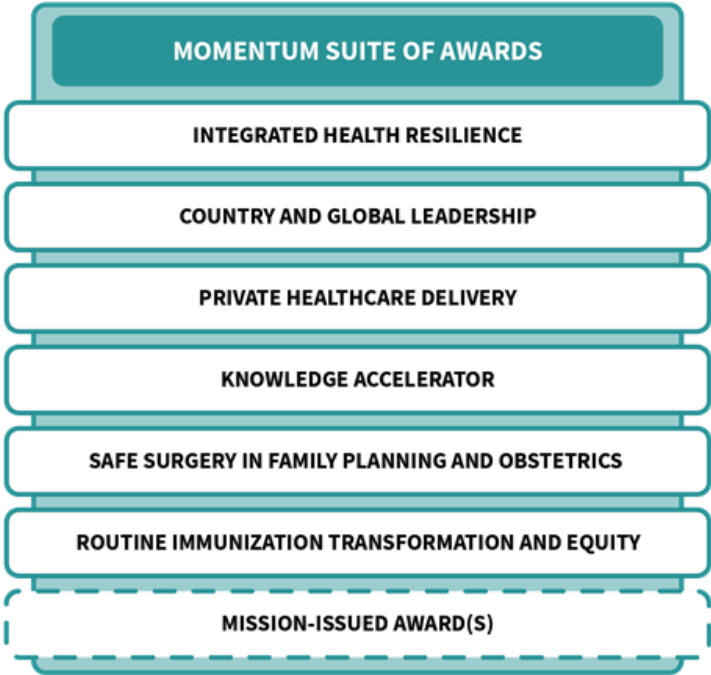 MOMENTUM SUITE OF AWARDS
INTEGRATED HEALTH RESILIENCE
COUNTRY AND GLOBAL LEADERSHIP
PRIVATE HEALTHCARE DELIVERY
KNOWLEDGE ACCELERATOR
SAFE SURGERY IN FAMILY PLANNING AND OBSTETRICS
ROUTINE IMMUNIZATION TRANSFORMATION AND EQUITY
MISSION-ISSUED AWARD(S)